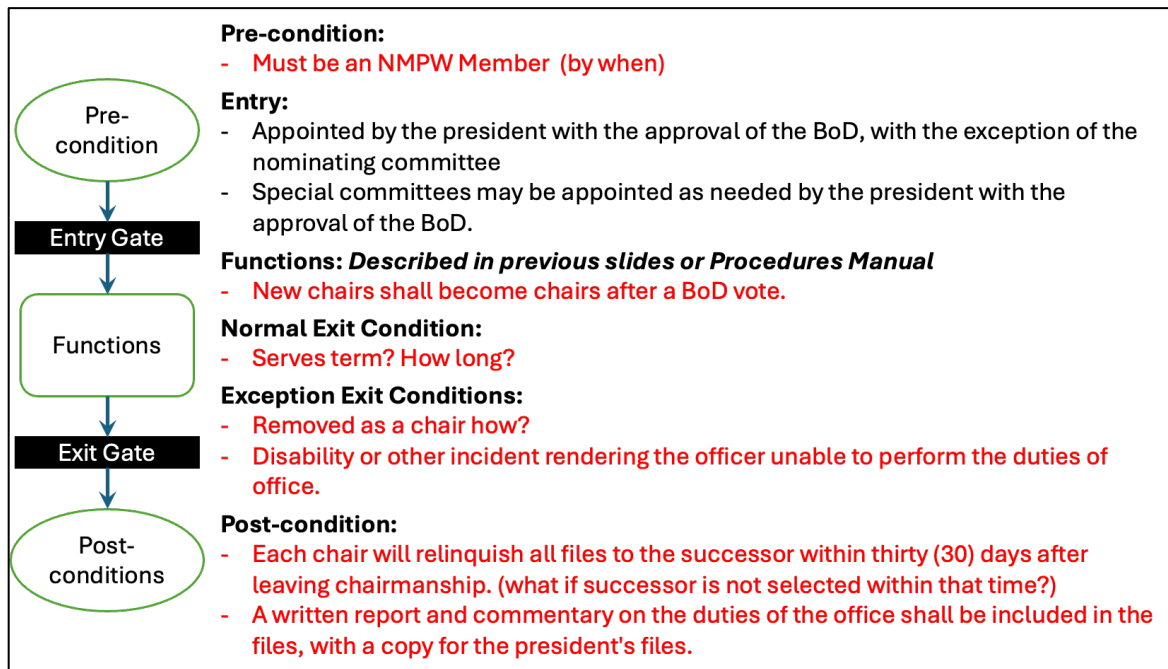 Pre-condition:
- Must be an NMPW Member (by when)
Pre-
condition
Entry:
- Appointed by the president with the approval of the BoD, with the exception of the
nominating committee
- Special committees may be appointed as needed by the president with the
approval of the BoD.
Entry Gate
Functions: Described in previous slides or Procedures Manual
- New chairs shall become chairs after a BoD vote.
Functions
Normal Exit Condition:
- Serves term? How long?
Exception Exit Conditions:
- Removed as a chair how?
- Disability or other incident rendering the officer unable to perform the duties of
office.
Exit Gate
Post-condition:
- Each chair will relinquish all files to the successor within thirty (30) days after
leaving chairmanship. (what if successor is not selected within that time?)
- A written report and commentary on the duties of the office shall be included in the
files, with a copy for the president's files.
Post-
conditions